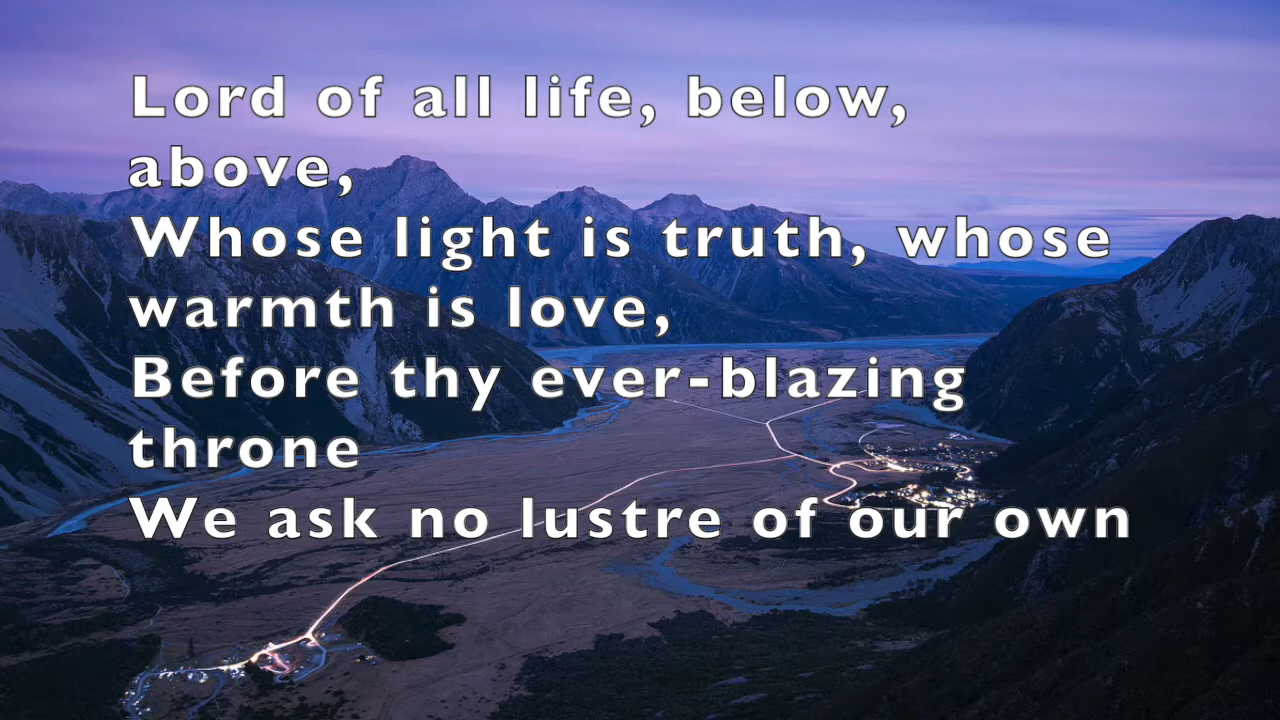 Lord of all life, below,
above,
Whose light is truth, whose
warmth is love,
Before thy ever-blazing
throne
We ask no lustre of our own